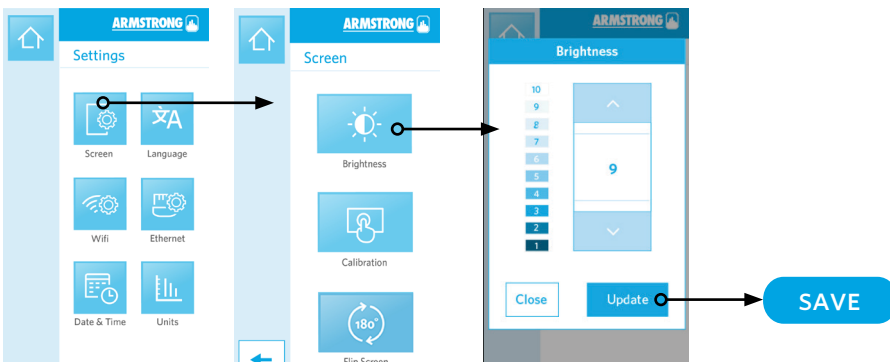 ARMSTRONG
Settings
Screen
Language
Wifi
Ethernet
Date & Time
Units
ARMSTRONG
Screen
Brightness
Calibration
180°
Flip Screen
ARMSTRONG
Brightness
10
9
8
7
6
5
4
3
2
1
9
Close
Update
SAVE